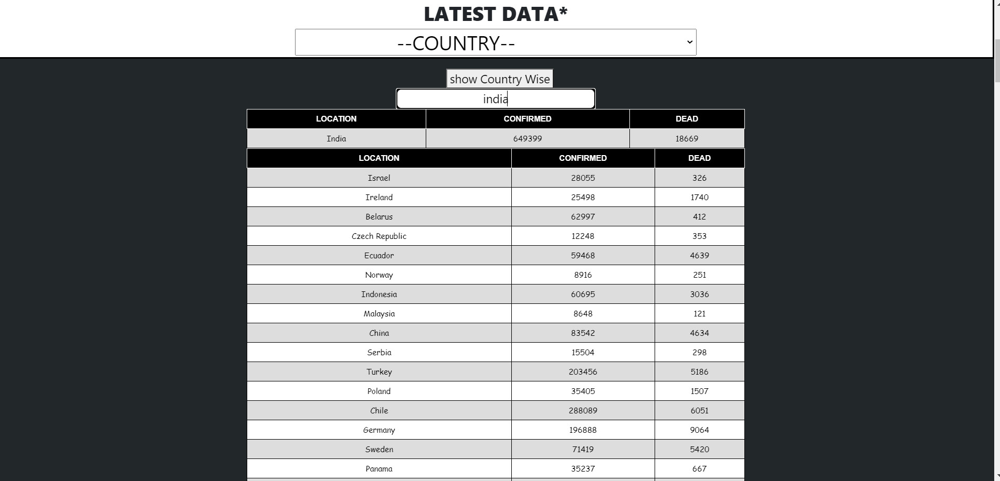 LATEST DATA*
--COUNTRY--
show Country Wise
india
LOCATION CONFIRMED DEAD
India 649399 18669
LOCATION CONFIRMED DEAD
Israel 28055 326
Ireland 25498 1740
Belarus 62997 412
Czech Republic 12248 353
Ecuador 59468 4639
Norway 8916 251
Indonesia 60695 3036
Malaysia 8648 121
China 83542 4634
Serbia 15504 298
Turkey 203456 5186
Poland 35405 1507
Chile 288089 6051
Germany 196888 9064
Sweden 71419 5420
Panama 35237 667